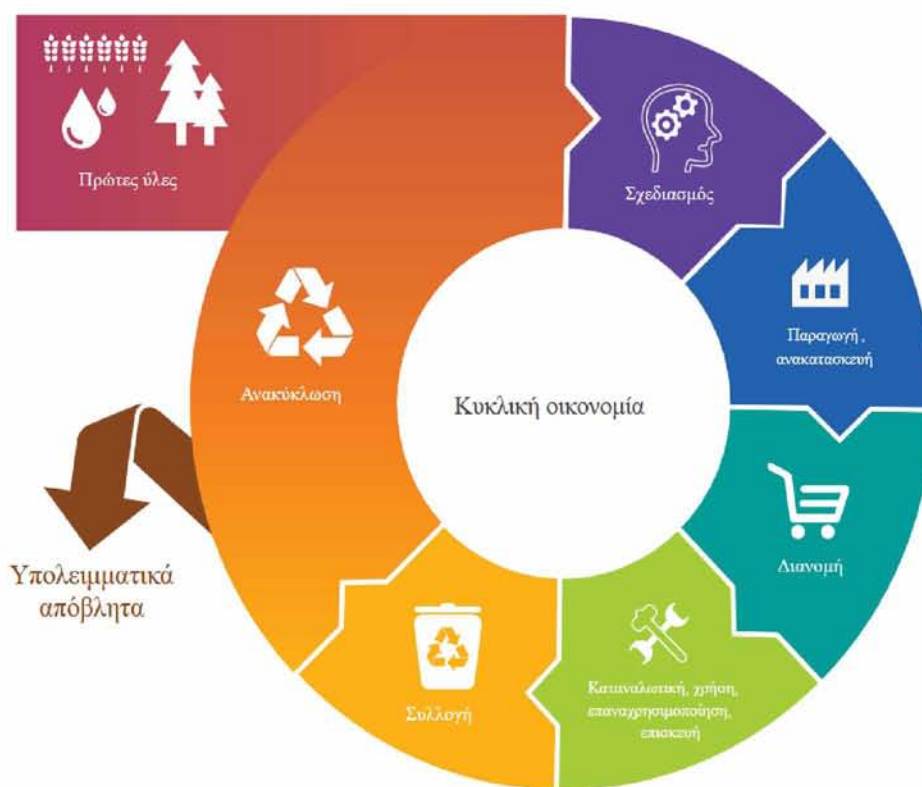 Πρώτες ύλες
Σχεδιασμός
Παραγωγή ,
ανακατασκευή
Ανακύκλωση
Κυκλική οικονομία
Διανομή
Υπολειμματικά
απόβλητα
Καταναλωτική, χρήση,
επαναχρησιμοποίηση,
επισκευή
Συλλογή